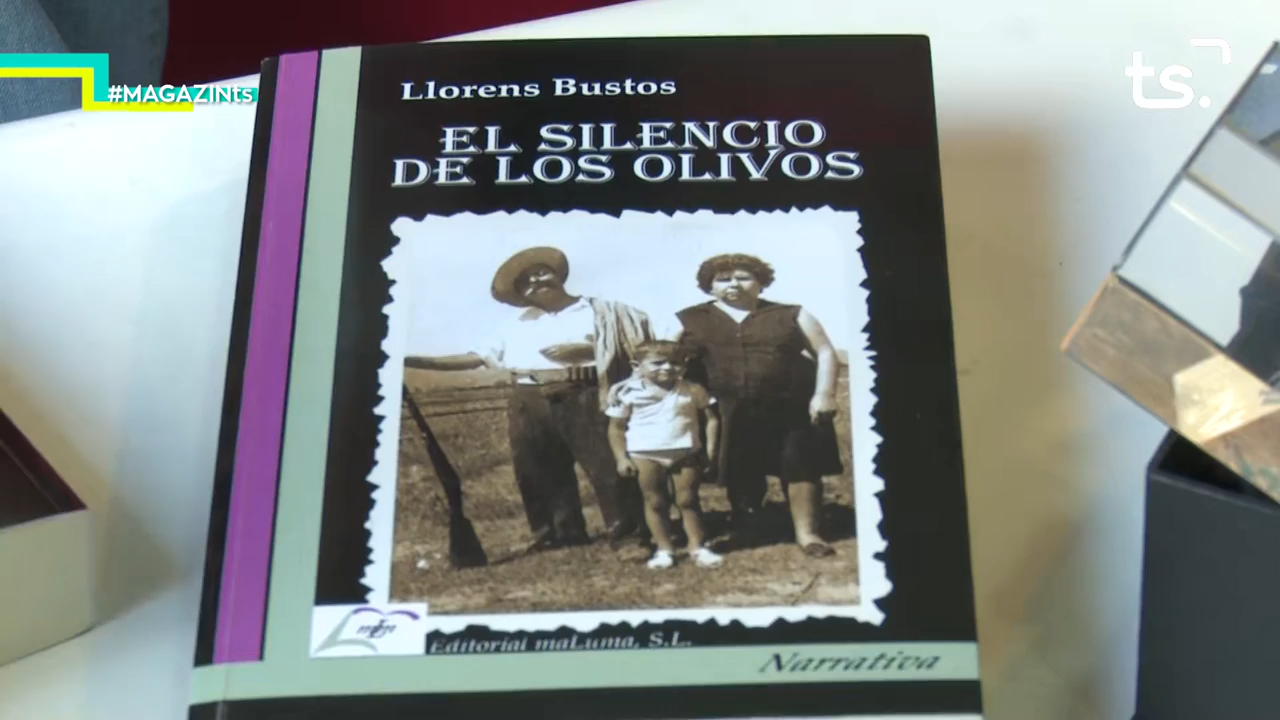 #MAGAZINts
ts.
Llorens Bustos
EL SILENCIO
DE LOS OLIVOS
Editorial maLuma, S.L.
Narrativa